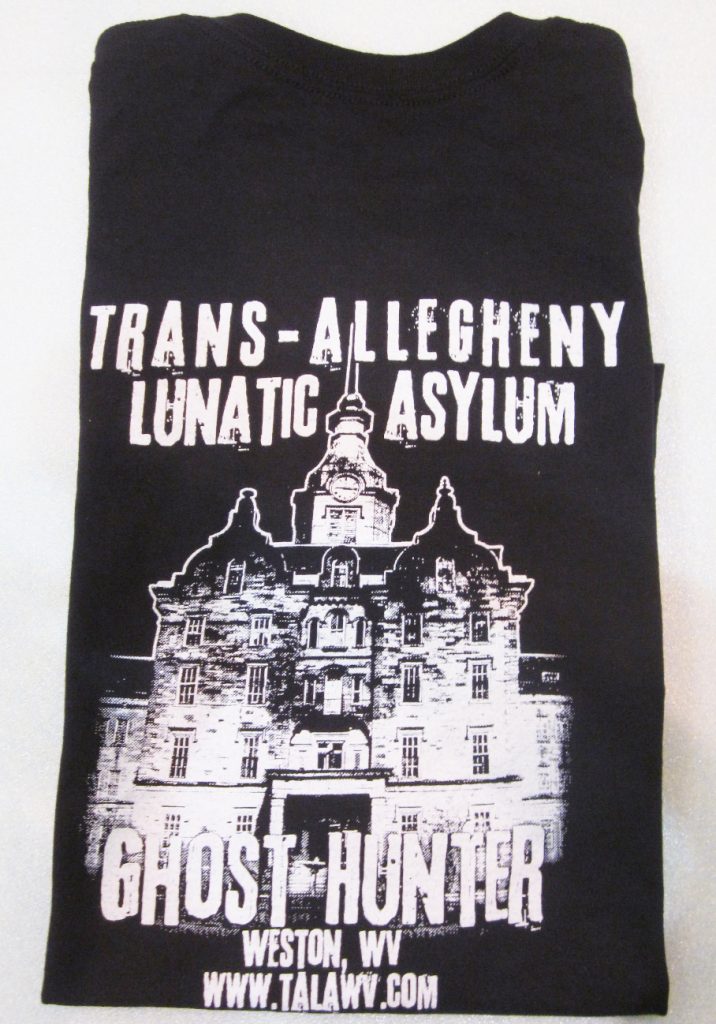 TRANS-ALLEGHENY
LUNATIC ASYLUM
GHOST HUNTER
WESTON, WV
WWW.TALAWV.COM